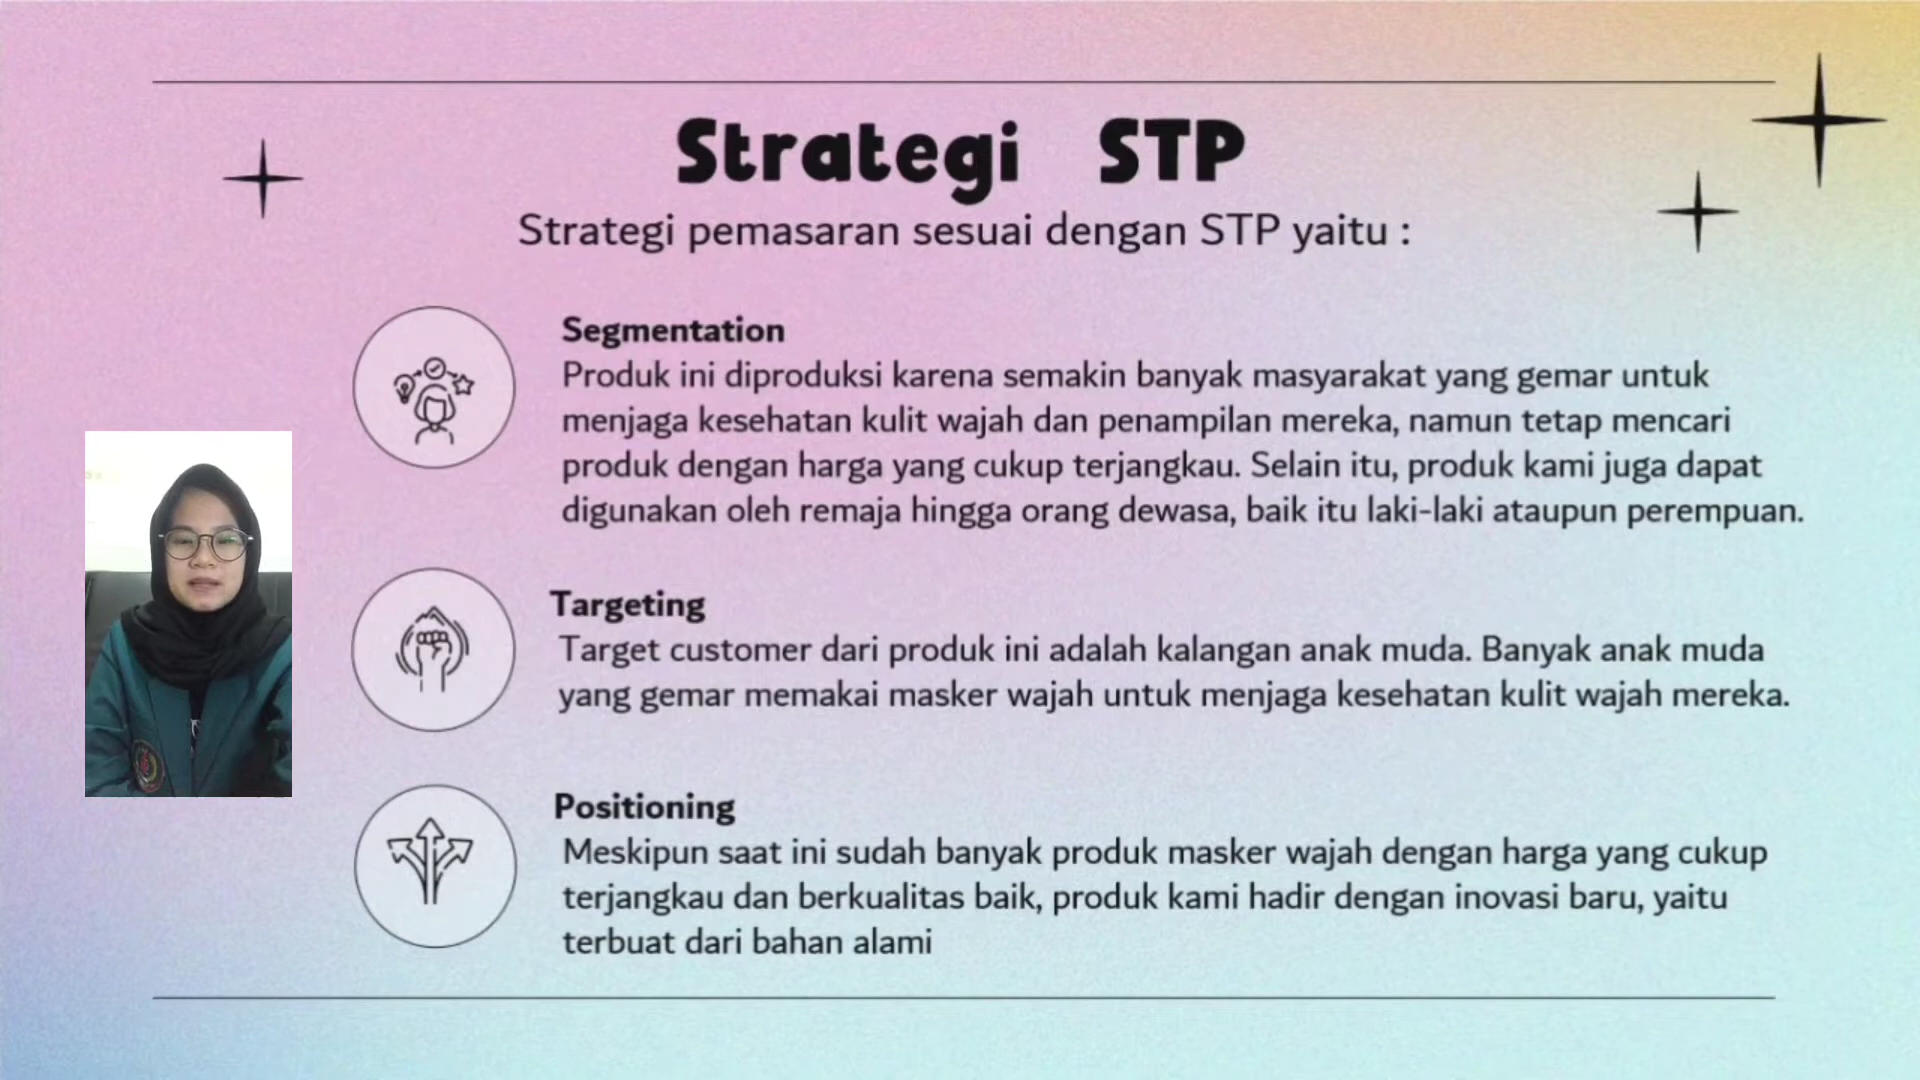 Strategi STP
Strategi pemasaran sesuai dengan STP yaitu :
Segmentation
Produk ini diproduksi karena semakin banyak masyarakat yang gemar untuk
menjaga kesehatan kulit wajah dan penampilan mereka, namun tetap mencari
produk dengan harga yang cukup terjangkau. Selain itu, produk kami juga dapat
digunakan oleh remaja hingga orang dewasa, baik itu laki-laki ataupun perempuan.
Targeting
Target customer dari produk ini adalah kalangan anak muda. Banyak anak muda
yang gemar memakai masker wajah untuk menjaga kesehatan kulit wajah mereka.
Positioning
Meskipun saat ini sudah banyak produk masker wajah dengan harga yang cukup
terjangkau dan berkualitas baik, produk kami hadir dengan inovasi baru, yaitu
terbuat dari bahan alami